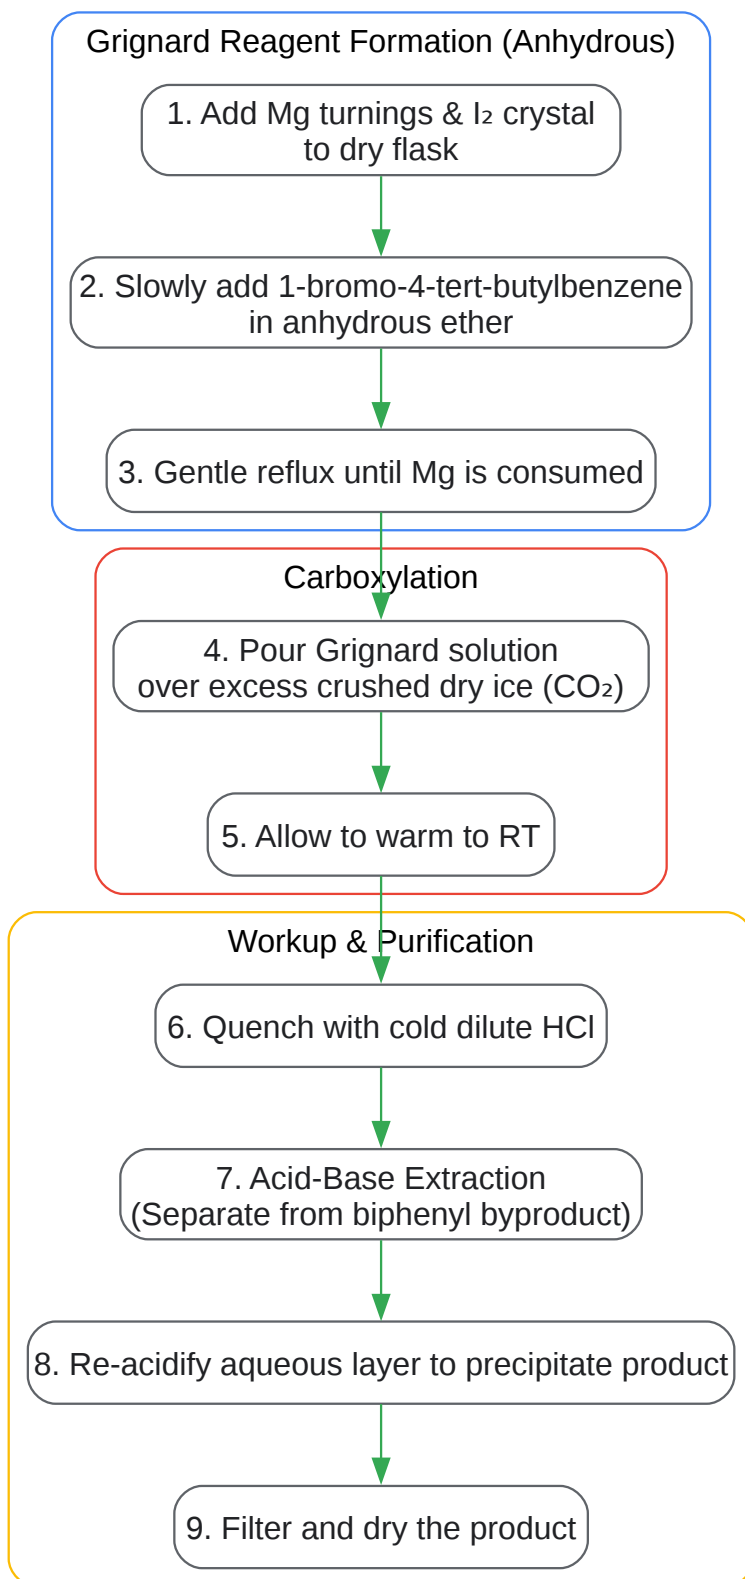 Grignard Reagent Formation (Anhydrous)
1. Add Mg turnings & I₂ crystal
to dry flask
2. Slowly add 1-bromo-4-tert-butylbenzene
in anhydrous ether
3. Gentle reflux until Mg is consumed
Carboxylation
4. Pour Grignard solution
over excess crushed dry ice (CO₂)
5. Allow to warm to RT
Workup & Purification
6. Quench with cold dilute HCl
7. Acid-Base Extraction
(Separate from biphenyl byproduct)
8. Re-acidify aqueous layer to precipitate product
9. Filter and dry the product